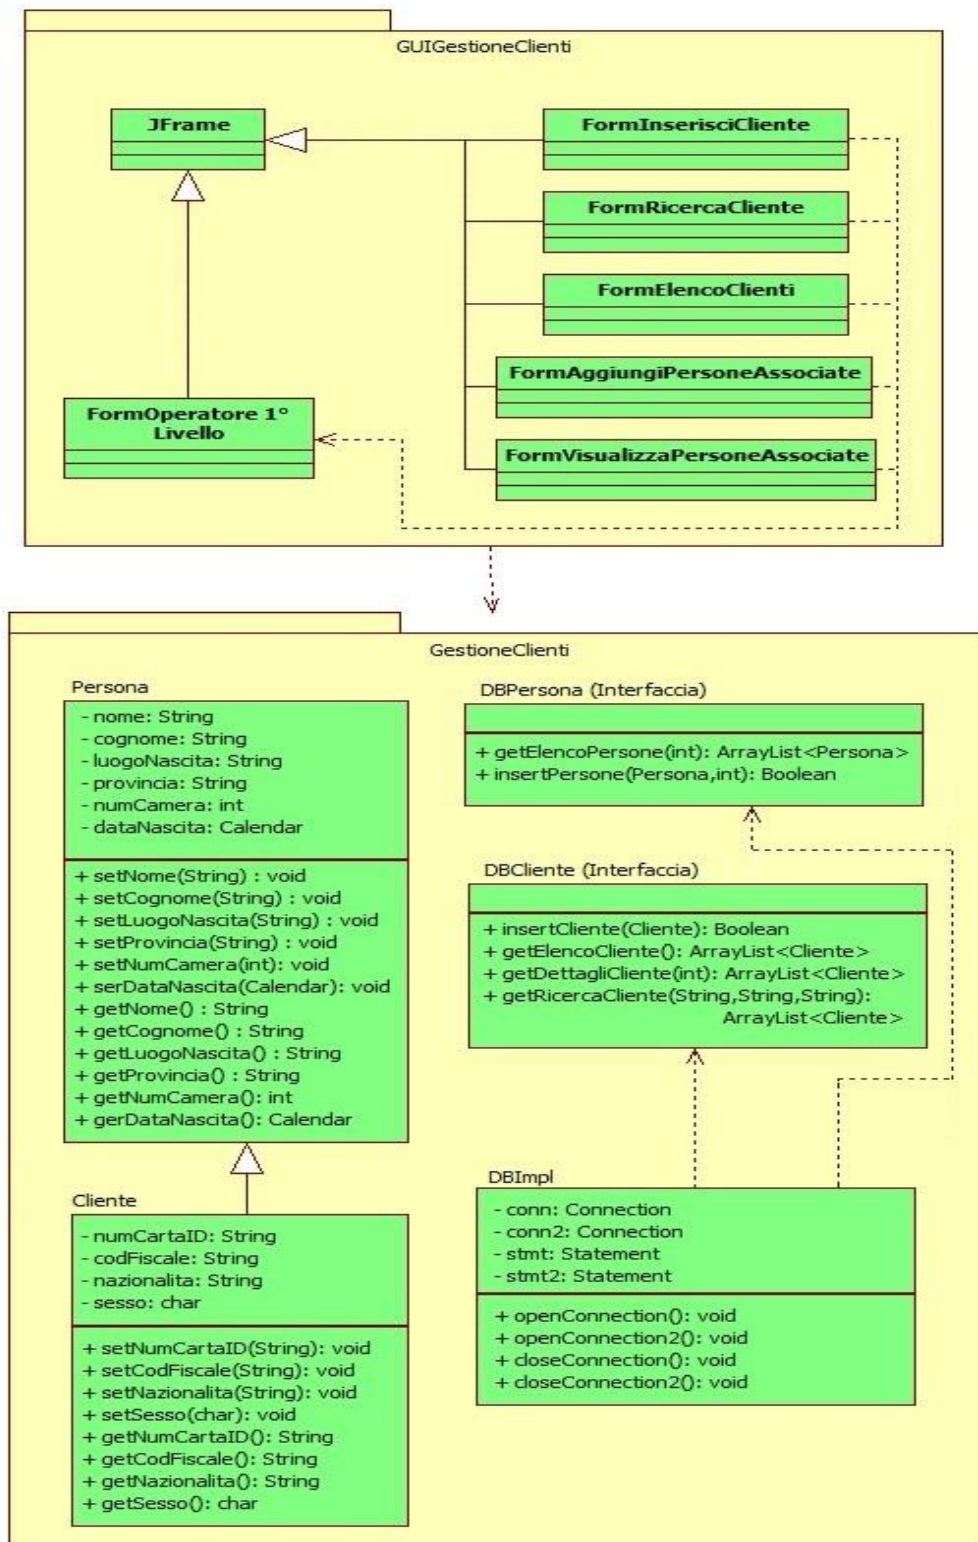 GUIGestioneClienti
JFrame
FormInserisciCliente
FormRicercaCliente
FormElencoClienti
FormAggiungiPersoneAssociate
FormOperatore 1°
Livello
FormVisualizzaPersoneAssociate
GestioneClienti
Persona
- nome: String
- cognome: String
- luogoNascita: String
- provincia: String
- numCamera: int
- dataNascita: Calendar
+ setNome(String) : void
+ setCognome(String) : void
+ setLuogoNascita(String) : void
+ setProvincia(String) : void
+ setNumCamera(int): void
+ serDataNascita(Calendar): void
+ getNome() : String
+ getCognome() : String
+ getLuogoNascita() : String
+ getProvincia() : String
+ getNumCamera(): int
+ gerDataNascita(): Calendar
DBPersona (Interfaccia)
+ getElencoPersone(int): ArrayList<Persona>
+ insertPersone(Persona,int): Boolean
DBCliente (Interfaccia)
+ insertCliente(Cliente): Boolean
+ getElencoCliente(): ArrayList<Cliente>
+ getDettagliCliente(int): ArrayList<Cliente>
+ getRicercaCliente(String,String,String):
ArrayList<Cliente>
Cliente
- numCartaID: String
- codFiscale: String
- nazionalita: String
- sesso: char
+ setNumCartaID(String): void
+ setCodFiscale(String): void
+ setNazionalita(String): void
+ setSesso(char): void
+ getNumCartaID(): String
+ getCodFiscale(): String
+ getNazionalita(): String
+ getSesso(): char
DBImpl
- conn: Connection
- conn2: Connection
- stmt: Statement
- stmt2: Statement
+ openConnection(): void
+ openConnection2(): void
+ closeConnection(): void
+ closeConnection2(): void